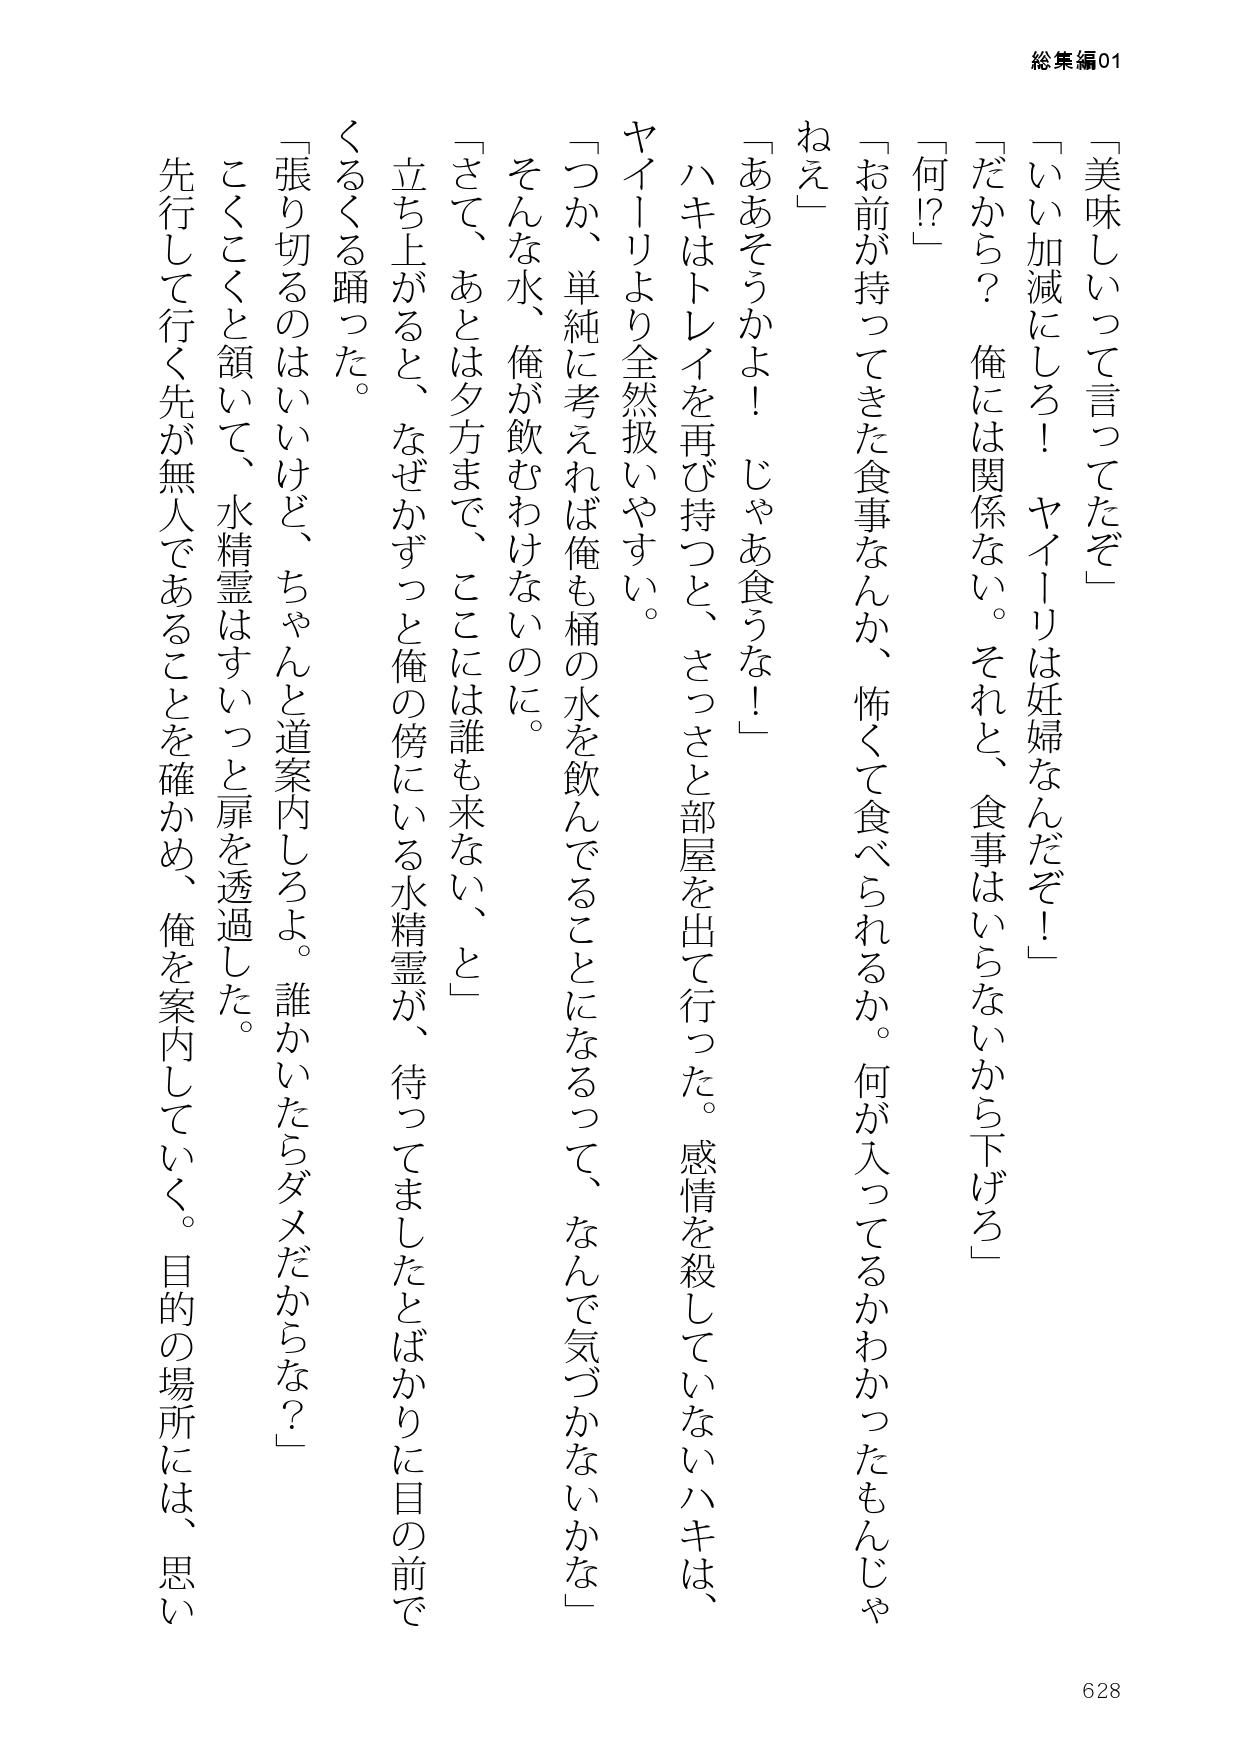 総集編01
「美味しいって言ってたぞ」
「いい加減にしろ！　ヤイーリは妊婦なんだぞ！」
「だから？　俺には関係ない。それと、食事はいらないから下げろ」
「何!?」
「お前が持ってきた食事なんか、怖くて食べられるか。何が入ってるかわかったもんじゃ
ねえ」
「ああそうかよ！　じゃあ食うな！」
　ハキはトレイを再び持つと、さっさと部屋を出て行った。感情を殺していないハキは、
ヤイーリより全然扱いやすい。
「つか、単純に考えれば俺も桶の水を飲んでることになるって、なんで気づかないかな」
　そんな水、俺が飲むわけないのに。
「さて、あとは夕方まで、ここには誰も来ない、と」
　立ち上がると、なぜかずっと俺の傍にいる水精霊が、待ってましたとばかりに目の前で
くるくる踊った。
「張り切るのはいいけど、ちゃんと道案内しろよ。誰かいたらダメだからな？」
　こくこくと頷いて、水精霊はすいっと扉を透過した。
　先行して行く先が無人であることを確かめ、俺を案内していく。目的の場所には、思い
628